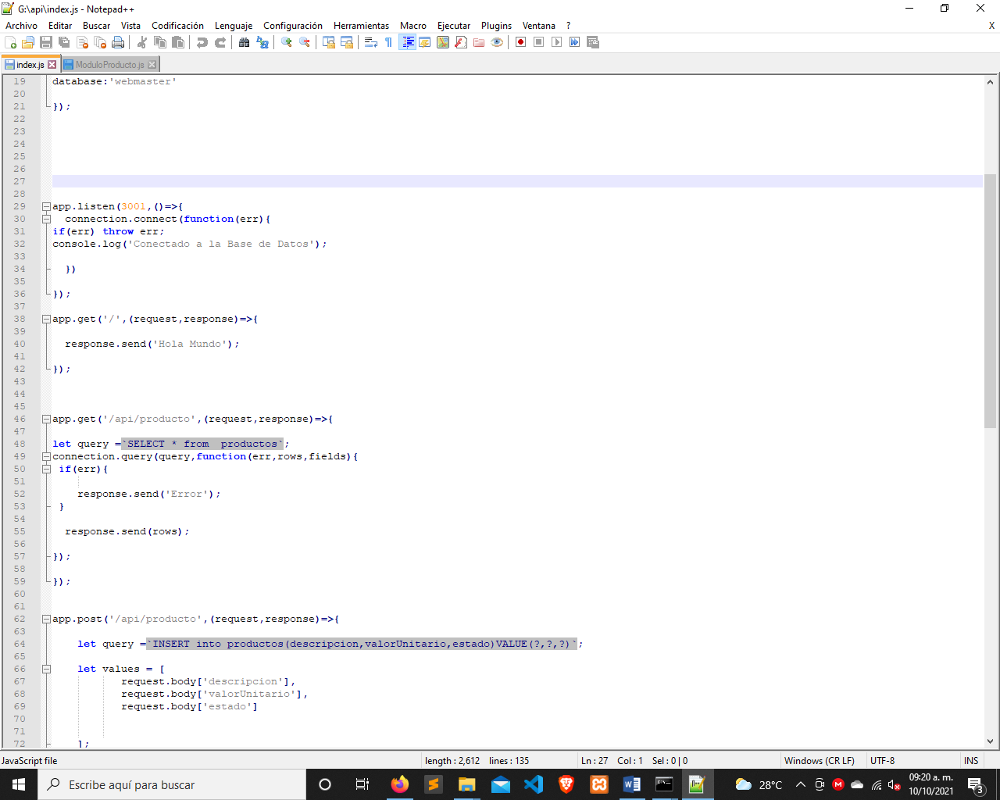 G:\api\index.js - Notepad++
Archivo Editar Buscar Vista Codificación Lenguaje Configuración Herramientas Macro Ejecutar Plugins Ventana ? X
index.js ModuloProducto.js
19 database:'webmaster'
20
21 });
22
23
24
25
26
27
28
29 app.listen(3001,()=>{
30 connection.connect(function(err){
31 if(err) throw err;
32 console.log('Conectado a la Base de Datos');
33
34 })
35
36 });
37
38 app.get('/',(request,response)=>{
39
40 response.send('Hola Mundo');
41
42 });
43
44
45
46 app.get('/api/producto',(request,response)=>{
47
48 let query =`SELECT * from  productos`;
49 connection.query(query,function(err,rows,fields){
50 if(err){
51
52 response.send('Error');
53 }
54
55 response.send(rows);
56
57 });
58
59 });
60
61
62 app.post('/api/producto',(request,response)=>{
63
64 let query =`INSERT into productos(descripcion,valorUnitario,estado)VALUE(?,?,?)`;
65
66 let values = [
67 request.body['descripcion'],
68 request.body['valorUnitario'],
69 request.body['estado']
70
71
72 ];
JavaScript file length : 2,612 lines : 135 Ln : 27 Col : 1 Sel : 0 | 0 Windows (CR LF) UTF-8 INS
Escribe aquí para buscar 28°C 09:20 a. m.
10/10/2021 3